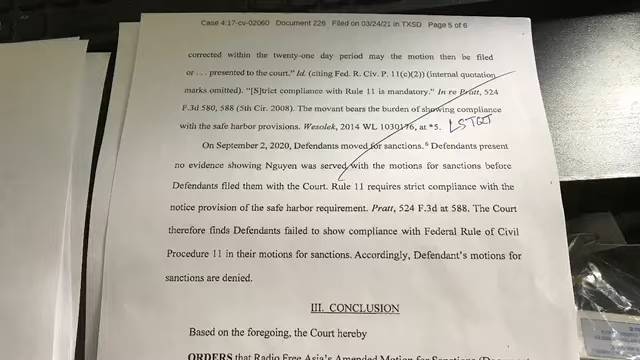 Case 4:17-cv-02060 Document 226 Filed on 03/24/21 in TXSD Page 5 of 6
corrected within the twenty-one day period may the motion then be filed
or . . . presented to the court.” Id. (citing Fed. R. Civ. P. 11(c)(2)) (internal quotation
marks omitted). “[S]trict compliance with Rule 11 is mandatory.” In re Pratt, 524
F.3d 580, 588 (5th Cir. 2008). The movant bears the burden of showing compliance
with the safe harbor provisions. Wesolek, 2014 WL 1030176, at *5.
On September 2, 2020, Defendants moved for sanctions.⁶ Defendants present
no evidence showing Nguyen was served with the motions for sanctions before
Defendants filed them with the Court. Rule 11 requires strict compliance with the
notice provision of the safe harbor requirement. Pratt, 524 F.3d at 588. The Court
therefore finds Defendants failed to show compliance with Federal Rule of Civil
Procedure 11 in their motions for sanctions. Accordingly, Defendant's motions for
sanctions are denied.
III. CONCLUSION
Based on the foregoing, the Court hereby
ORDERS that Radio Free Asia's Amended Motion for Sanctions (Document